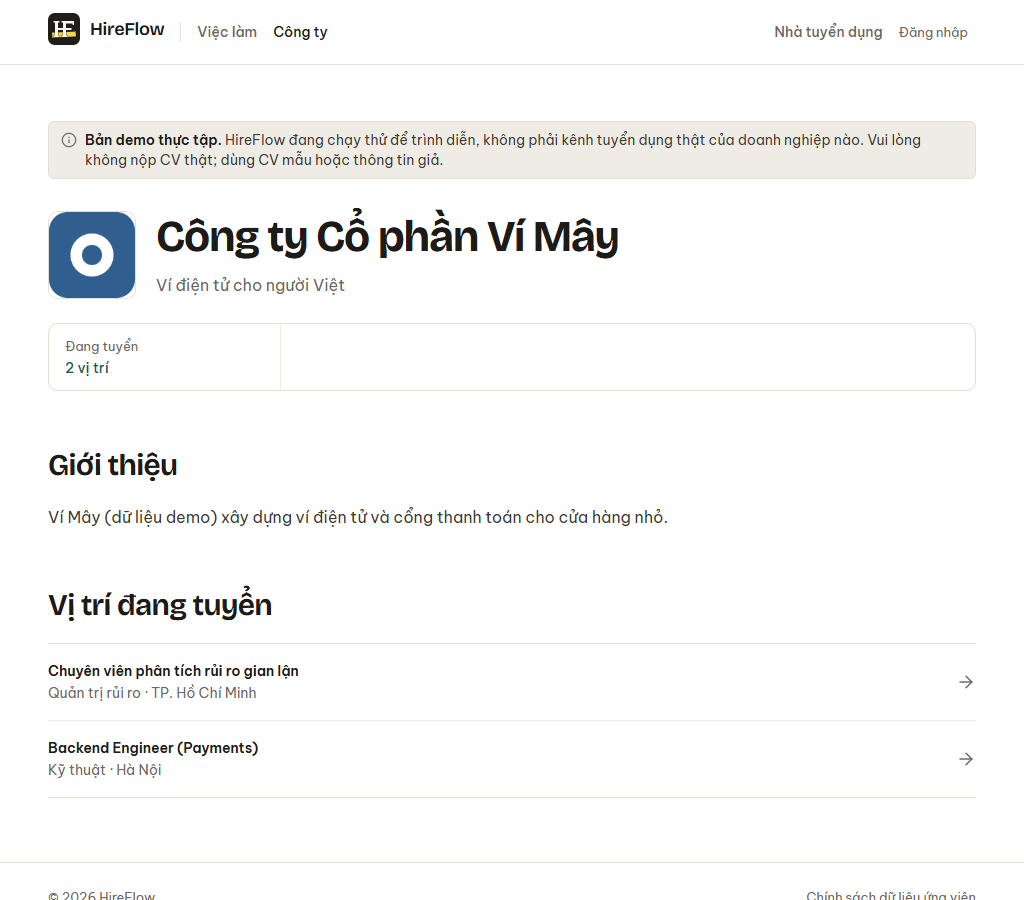 HF HireFlow Việc làm Công ty Nhà tuyển dụng Đăng nhập
Bản demo thực tập. HireFlow đang chạy thử để trình diễn, không phải kênh tuyển dụng thật của doanh nghiệp nào. Vui lòng
không nộp CV thật; dùng CV mẫu hoặc thông tin giả.
Công ty Cổ phần Ví Mây
Ví điện tử cho người Việt
Đang tuyển
2 vị trí
Giới thiệu
Ví Mây (dữ liệu demo) xây dựng ví điện tử và cổng thanh toán cho cửa hàng nhỏ.
Vị trí đang tuyển
Chuyên viên phân tích rủi ro gian lận
Quản trị rủi ro · TP. Hồ Chí Minh
Backend Engineer (Payments)
Kỹ thuật · Hà Nội
© 2026 HireFlow Chính sách dữ liệu ứng viên